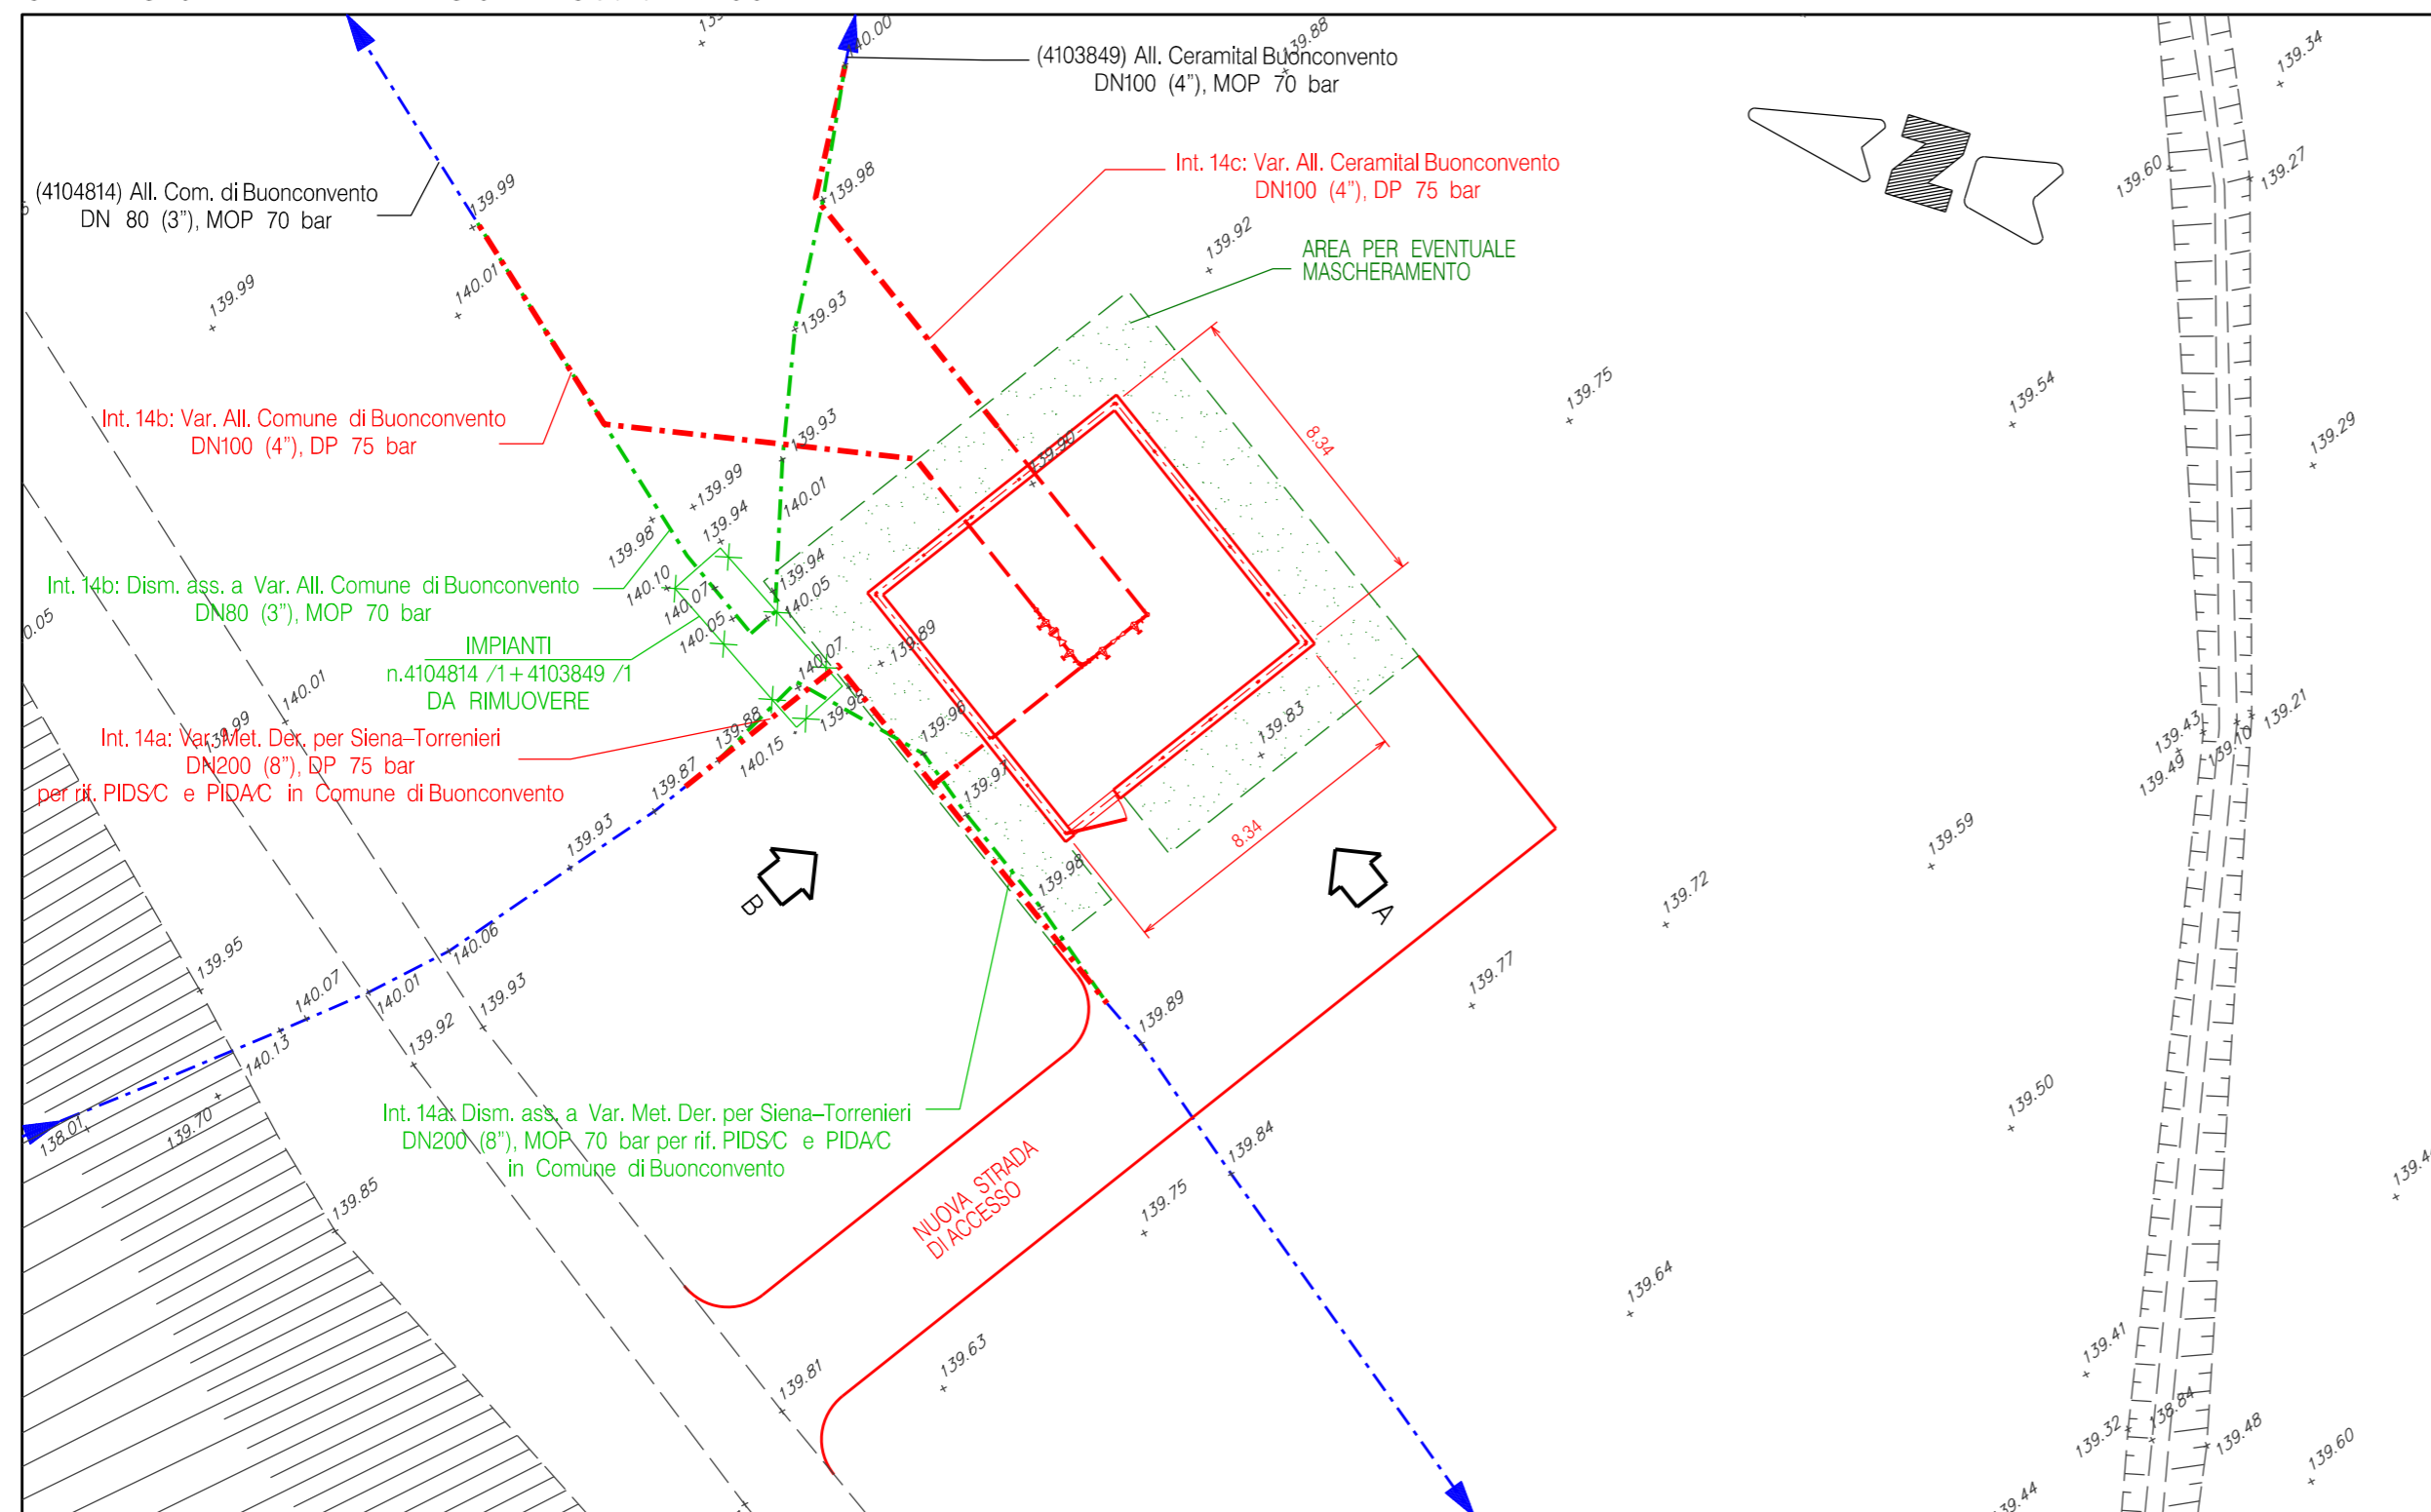 (4103849) All. Ceramital Buonconvento
DN100 (4"), MOP 70 bar
140.00
139.88
139.34
(4104814) All. Com. di Buonconvento
DN 80 (3"), MOP 70 bar
139.99
139.98
Int. 14c: Var. All. Ceramital Buonconvento
DN100 (4"), DP 75 bar
139.60
139.27
139.92
AREA PER EVENTUALE
MASCHERAMENTO
139.99
140.01
139.93
139.75
139.54
139.29
8.34
Int. 14b: Var. All. Comune di Buonconvento
DN100 (4"), DP 75 bar
139.93
139.90
139.99
140.01
139.94
139.98
Int. 14b: Dism. ass. a Var. All. Comune di Buonconvento
DN80 (3"), MOP 70 bar
140.10
140.07
140.05
139.94
140.05
139.89
140.07
IMPIANTI
n.4104814 /1+4103849 /1
DA RIMUOVERE
140.01
139.99
Int. 14a: Var. Met. Der. per Siena-Torrenieri
DN200 (8"), DP 75 bar
per rif. PIDS/C e PIDA/C in Comune di Buonconvento
139.88
140.15
139.98
139.96
139.97
139.87
139.83
139.43
139.49
139.10
139.21
139.93
8.34
139.59
B
A
139.98
139.72
140.06
139.95
140.07
140.01
139.93
139.77
139.92
139.89
140.13
138.01
139.70
139.50
Int. 14a: Dism. ass. a Var. Met. Der. per Siena-Torrenieri
DN200 (8"), MOP 70 bar per rif. PIDS/C e PIDA/C
in Comune di Buonconvento
139.84
139.75
139.85
NUOVA STRADA
DI ACCESSO
139.64
139.63
139.81
139.41
139.32
138.84
139.48
139.60